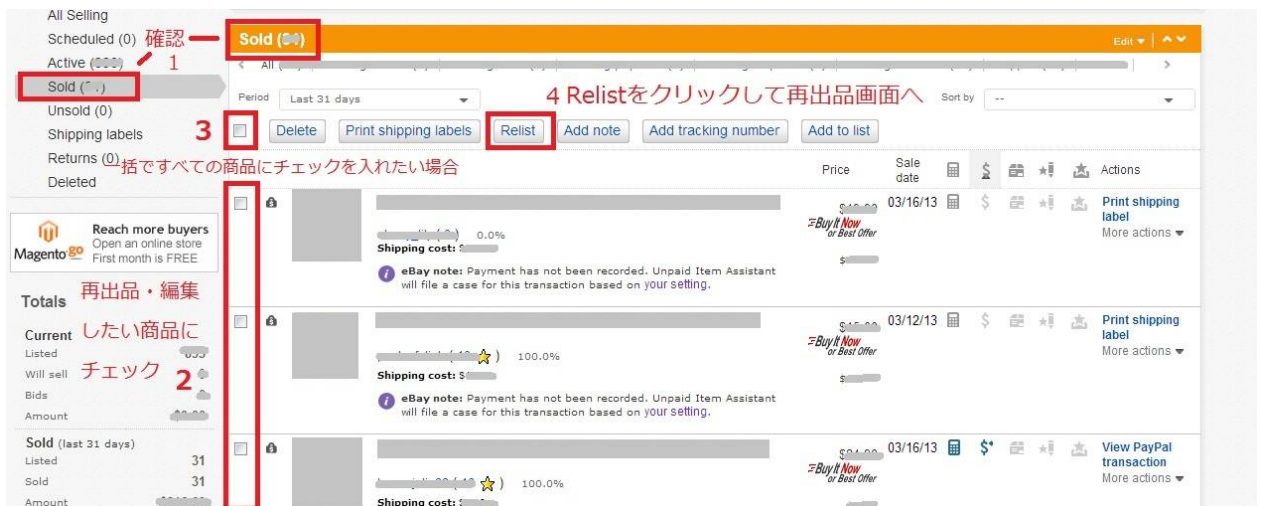 All Selling
Scheduled (0)
Active
Sold
Unsold (0)
Shipping labels
Returns (0)
Deleted
確認
1
Magento go
Reach more buyers
Open an online store
First month is FREE
Totals
再出品・編集
したい商品に
チェック
2
Current
Listed
Will sell
Bids
Amount
Sold (last 31 days)
Listed 31
Sold 31
Amount
Sold
Edit
All
Period Last 31 days
4 Relistをクリックして再出品画面へ
Sort by --
3
Delete Print shipping labels Relist Add note Add tracking number Add to list
一括ですべての商品にチェックを入れたい場合
Price Sale date Actions
03/16/13 Print shipping label
0.0%
Buy It Now
or Best Offer
More actions
Shipping cost:
eBay note: Payment has not been recorded. Unpaid Item Assistant
will file a case for this transaction based on your setting.
03/12/13 Print shipping label
100.0%
Buy It Now
or Best Offer
More actions
Shipping cost: $
eBay note: Payment has not been recorded. Unpaid Item Assistant
will file a case for this transaction based on your setting.
03/16/13 View PayPal transaction
100.0%
Buy It Now
or Best Offer
More actions
Shipping cost: